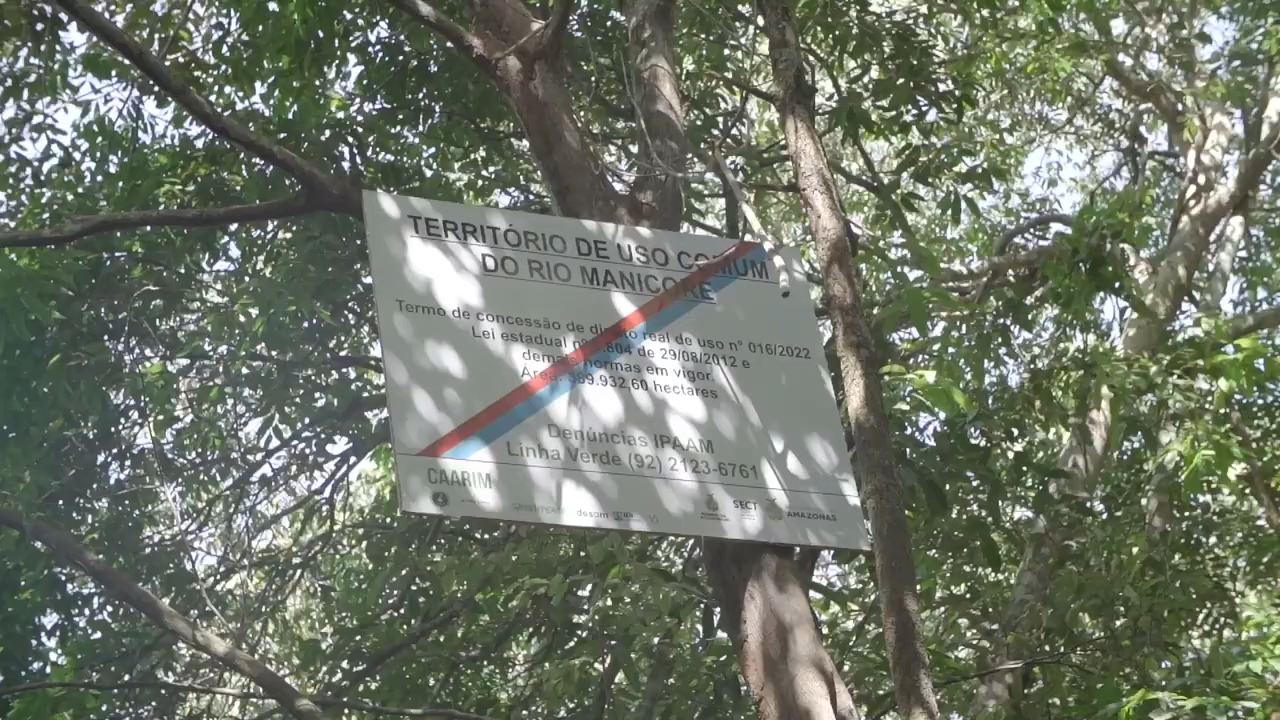 TERRITÓRIO DE USO COMUM
DO RIO MANICORÉ
Termo de concessão de direito real de uso nº 016/2022
Lei estadual nº .804 de 29/08/2012 e
demais normas em vigor.
Área: 9.932,60 hectares
Denúncias IPAAM
Linha Verde (92) 2123-6761
CAARIM
SECT
AMAZONAS